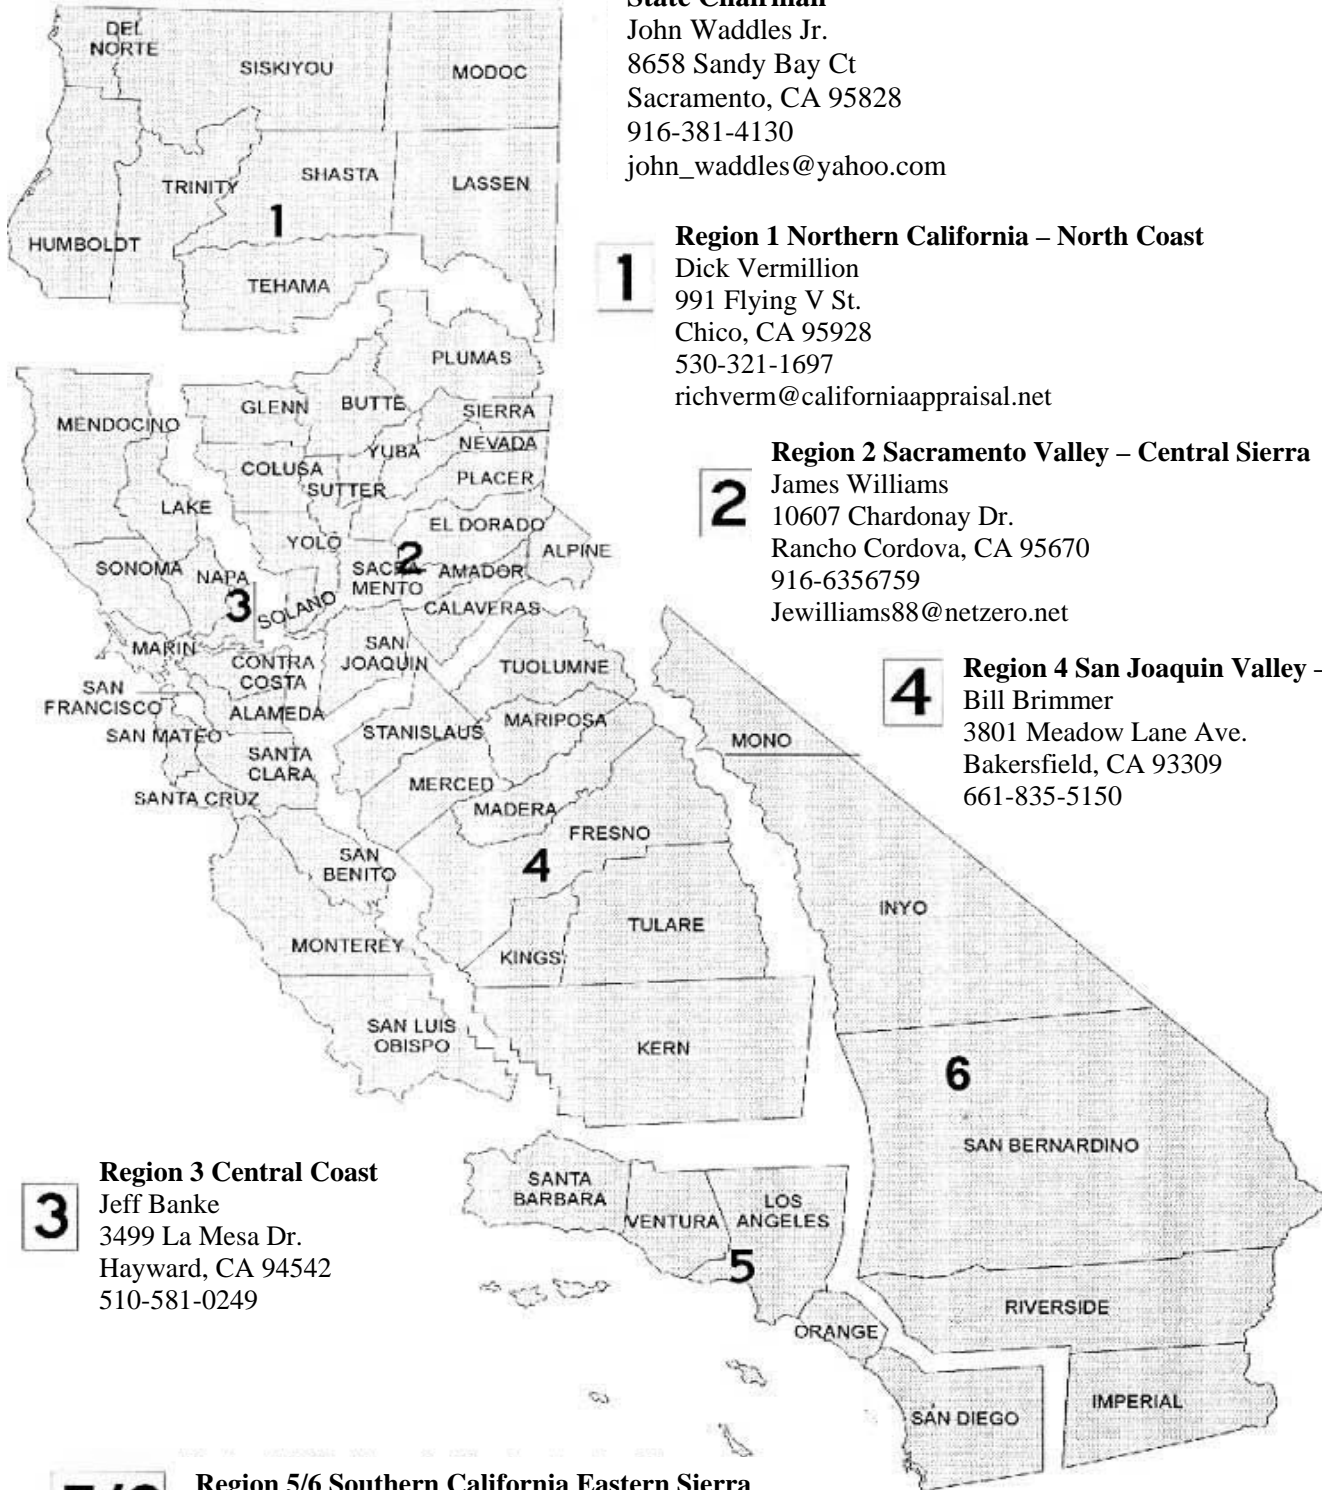 State Chairman
John Waddles Jr.
8658 Sandy Bay Ct
Sacramento, CA 95828
916-381-4130
john_waddles@yahoo.com
DEL
NORTE
SISKIYOU
MODOC
TRINITY
SHASTA
LASSEN
1
HUMBOLDT
TEHAMA
1
Region 1 Northern California – North Coast
Dick Vermillion
991 Flying V St.
Chico, CA 95928
530-321-1697
richverm@californiaappraisal.net
PLUMAS
MENDOCINO
GLENN
BUTTE
SIERRA
YUBA
NEVADA
COLUSA
SUTTER
PLACER
LAKE
EL DORADO
YOLO
2
ALPINE
SONOMA
NAPA
SACRA
MENTO
AMADOR
3
SOLANO
CALAVERAS
2
Region 2 Sacramento Valley – Central Sierra
James Williams
10607 Chardonay Dr.
Rancho Cordova, CA 95670
916-6356759
Jewilliams88@netzero.net
MARIN
CONTRA
COSTA
SAN
JOAQUIN
TUOLUMNE
SAN
FRANCISCO
ALAMEDA
MARIPOSA
SAN MATEO
STANISLAUS
SANTA
CLARA
MERCED
SANTA CRUZ
MADERA
MONO
4
Region 4 San Joaquin Valley –
Bill Brimmer
3801 Meadow Lane Ave.
Bakersfield, CA 93309
661-835-5150
FRESNO
SAN
BENITO
4
INYO
TULARE
MONTEREY
KINGS
SAN LUIS
OBISPO
KERN
6
SAN BERNARDINO
3
Region 3 Central Coast
Jeff Banke
3499 La Mesa Dr.
Hayward, CA 94542
510-581-0249
SANTA
BARBARA
VENTURA
LOS
ANGELES
5
RIVERSIDE
ORANGE
SAN DIEGO
IMPERIAL
5/6
Region 5/6 Southern California Eastern Sierra